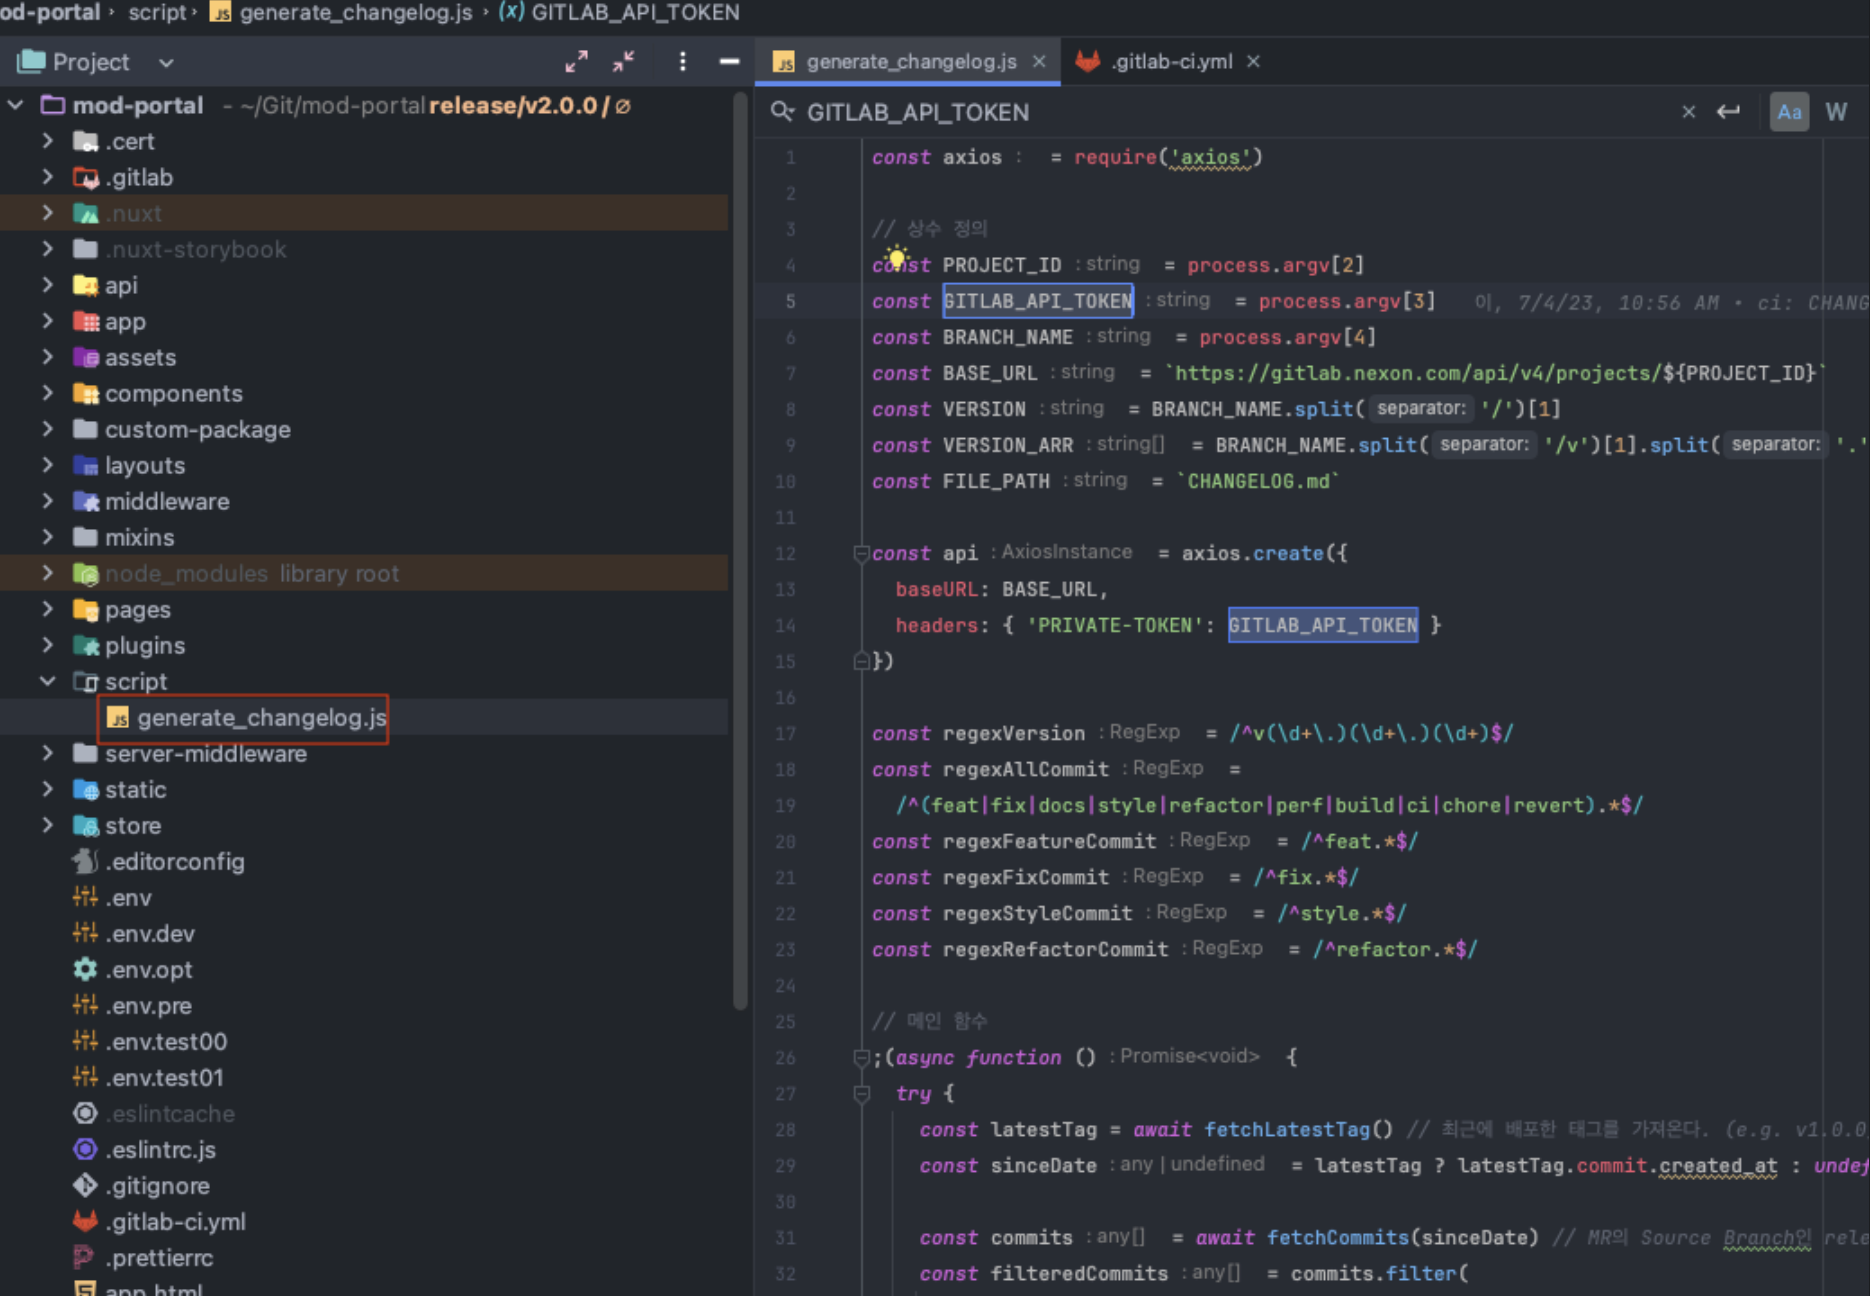 od-portal › script › generate_changelog.js › (x) GITLAB_API_TOKEN
Project
mod-portal - ~/Git/mod-portal release/v2.0.0 / ∅
.cert
.gitlab
.nuxt
.nuxt-storybook
api
app
assets
components
custom-package
layouts
middleware
mixins
node_modules library root
pages
plugins
script
generate_changelog.js
server-middleware
static
store
.editorconfig
.env
.env.dev
.env.opt
.env.pre
.env.test00
.env.test01
.eslintcache
.eslintrc.js
.gitignore
.gitlab-ci.yml
.prettierrc
app.html
generate_changelog.js × .gitlab-ci.yml ×
GITLAB_API_TOKEN × Aa W
1 const axios : = require('axios')
2
3 // 상수 정의
4 const PROJECT_ID : string = process.argv[2]
5 const GITLAB_API_TOKEN : string = process.argv[3] 이, 7/4/23, 10:56 AM • ci: CHANG
6 const BRANCH_NAME : string = process.argv[4]
7 const BASE_URL : string = `https://gitlab.nexon.com/api/v4/projects/${PROJECT_ID}`
8 const VERSION : string = BRANCH_NAME.split( separator: '/')[1]
9 const VERSION_ARR : string[] = BRANCH_NAME.split( separator: '/v')[1].split( separator: '.'
10 const FILE_PATH : string = `CHANGELOG.md`
11
12 const api : AxiosInstance = axios.create({
13 baseURL: BASE_URL,
14 headers: { 'PRIVATE-TOKEN': GITLAB_API_TOKEN }
15 })
16
17 const regexVersion : RegExp = /^v(\d+\.)(\d+\.)(\d+)$/
18 const regexAllCommit : RegExp =
19 /^(feat|fix|docs|style|refactor|perf|build|ci|chore|revert).*$/
20 const regexFeatureCommit : RegExp = /^feat.*$/
21 const regexFixCommit : RegExp = /^fix.*$/
22 const regexStyleCommit : RegExp = /^style.*$/
23 const regexRefactorCommit : RegExp = /^refactor.*$/
24
25 // 메인 함수
26 ;(async function () : Promise<void> {
27 try {
28 const latestTag = await fetchLatestTag() // 최근에 배포한 태그를 가져온다. (e.g. v1.0.0
29 const sinceDate : any | undefined = latestTag ? latestTag.commit.created_at : undef
30
31 const commits : any[] = await fetchCommits(sinceDate) // MR의 Source Branch인 rele
32 const filteredCommits : any[] = commits.filter(